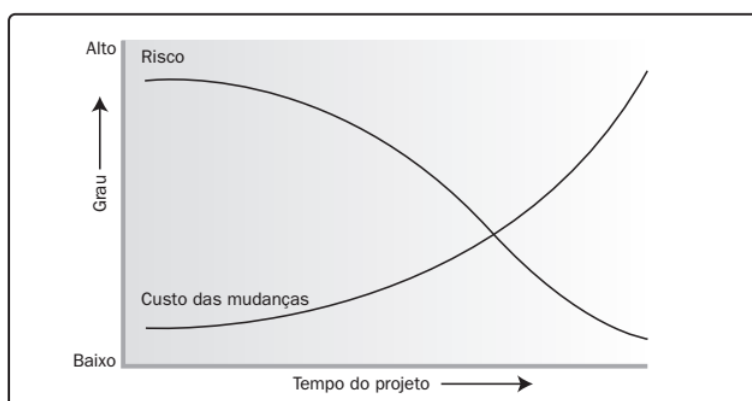 Alto
Risco
Grau
Custo das mudanças
Baixo
Tempo do projeto